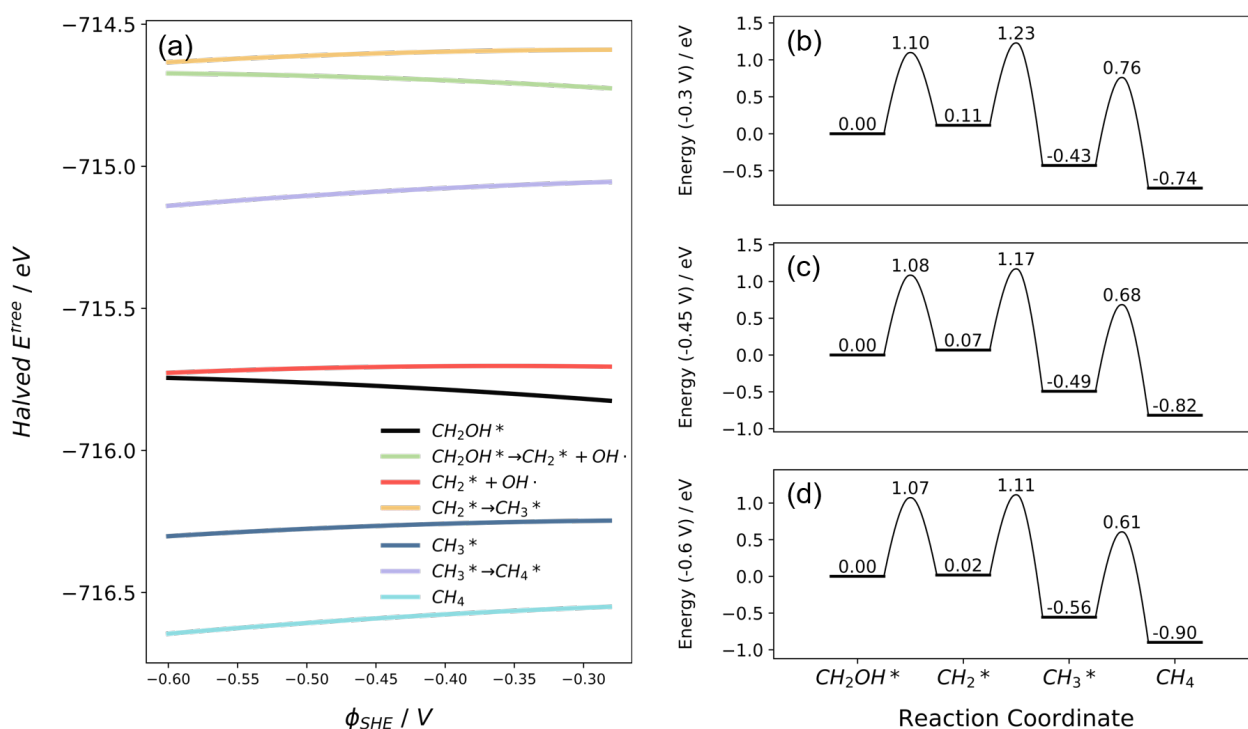 (a)
Halved E^free / eV
−714.5
−715.0
−715.5
−716.0
−716.5
CH₂OH*
CH₂OH*→CH₂* + OH·
CH₂* + OH·
CH₂*→CH₃*
CH₃*
CH₃*→CH₄*
CH₄
−0.60 −0.55 −0.50 −0.45 −0.40 −0.35 −0.30
ϕ_SHE / V
(b)
Energy (-0.3 V) / eV
1.5
1.0
0.5
0.0
−0.5
0.00
1.10
0.11
1.23
-0.43
0.76
-0.74
(c)
Energy (-0.45 V) / eV
1.5
1.0
0.5
0.0
−0.5
−1.0
0.00
1.08
0.07
1.17
-0.49
0.68
-0.82
(d)
Energy (-0.6 V) / eV
1.5
1.0
0.5
0.0
−0.5
−1.0
0.00
1.07
0.02
1.11
-0.56
0.61
-0.90
CH₂OH* CH₂* CH₃* CH₄
Reaction Coordinate